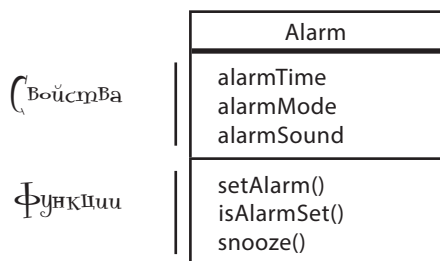 Alarm
Свойства
alarmTime
alarmMode
alarmSound
Функции
setAlarm()
isAlarmSet()
snooze()